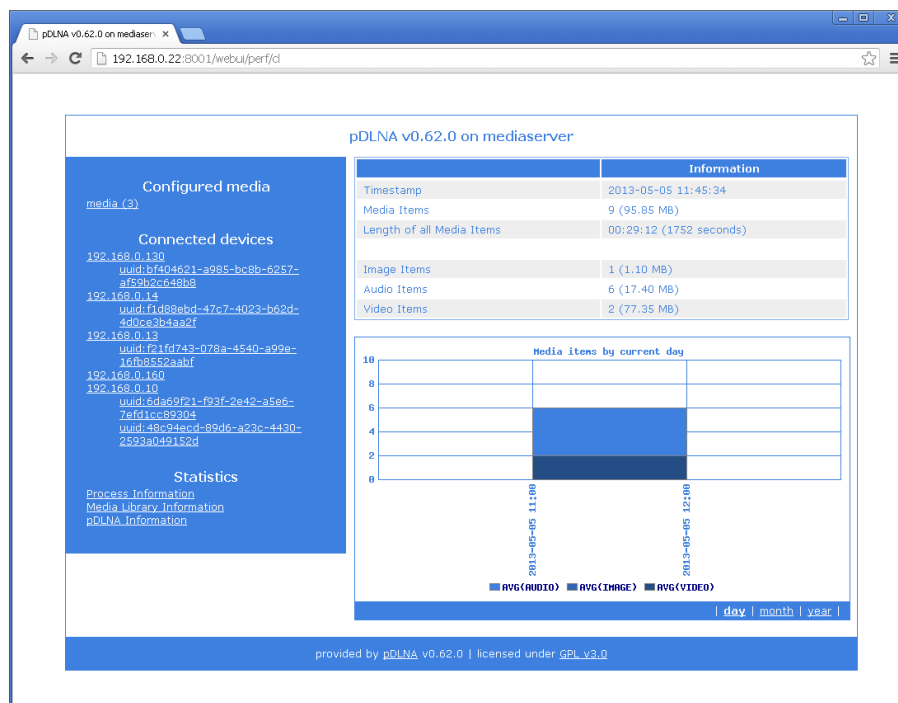 pDLNA v0.62.0 on mediaser
192.168.0.22:8001/webui/perf/cl
pDLNA v0.62.0 on mediaserver
Configured media
media (3)
Connected devices
192.168.0.130
uuid:bf404621-a985-bc8b-6257-
af59b2c648b8
192.168.0.14
uuid:f1d88ebd-47c7-4023-b62d-
4d0ce3b4aa2f
192.168.0.13
uuid:f21fd743-078a-4540-a99e-
16fb8552aabf
192.168.0.160
192.168.0.10
uuid:6da69f21-f93f-2e42-a5e6-
7efd1cc89304
uuid:48c94ecd-89d6-a23c-4430-
2593a049152d
Statistics
Process Information
Media Library Information
pDLNA Information
Information
Timestamp 2013-05-05 11:45:34
Media Items 9 (95.85 MB)
Length of all Media Items 00:29:12 (1752 seconds)
Image Items 1 (1.10 MB)
Audio Items 6 (17.40 MB)
Video Items 2 (77.35 MB)
Media items by current day
10
8
6
4
2
0
2013-05-05 11:00
2013-05-05 12:00
AVG(AUDIO) AVG(IMAGE) AVG(VIDEO)
| day | month | year |
provided by pDLNA v0.62.0 | licensed under GPL v3.0